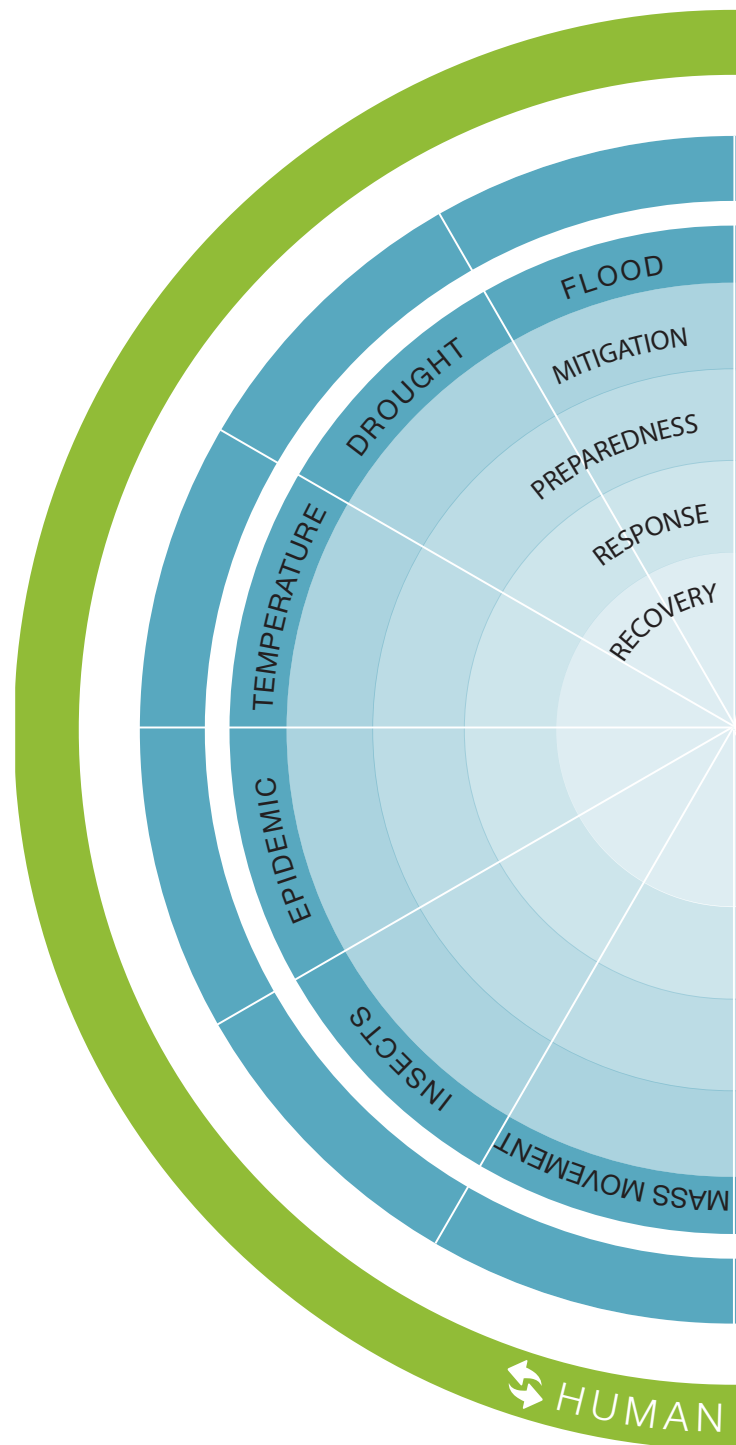 FLOOD
MITIGATION
PREPAREDNESS
RESPONSE
RECOVERY
DROUGHT
TEMPERATURE
EPIDEMIC
INSECTS
MASS MOVEMENT
HUMAN